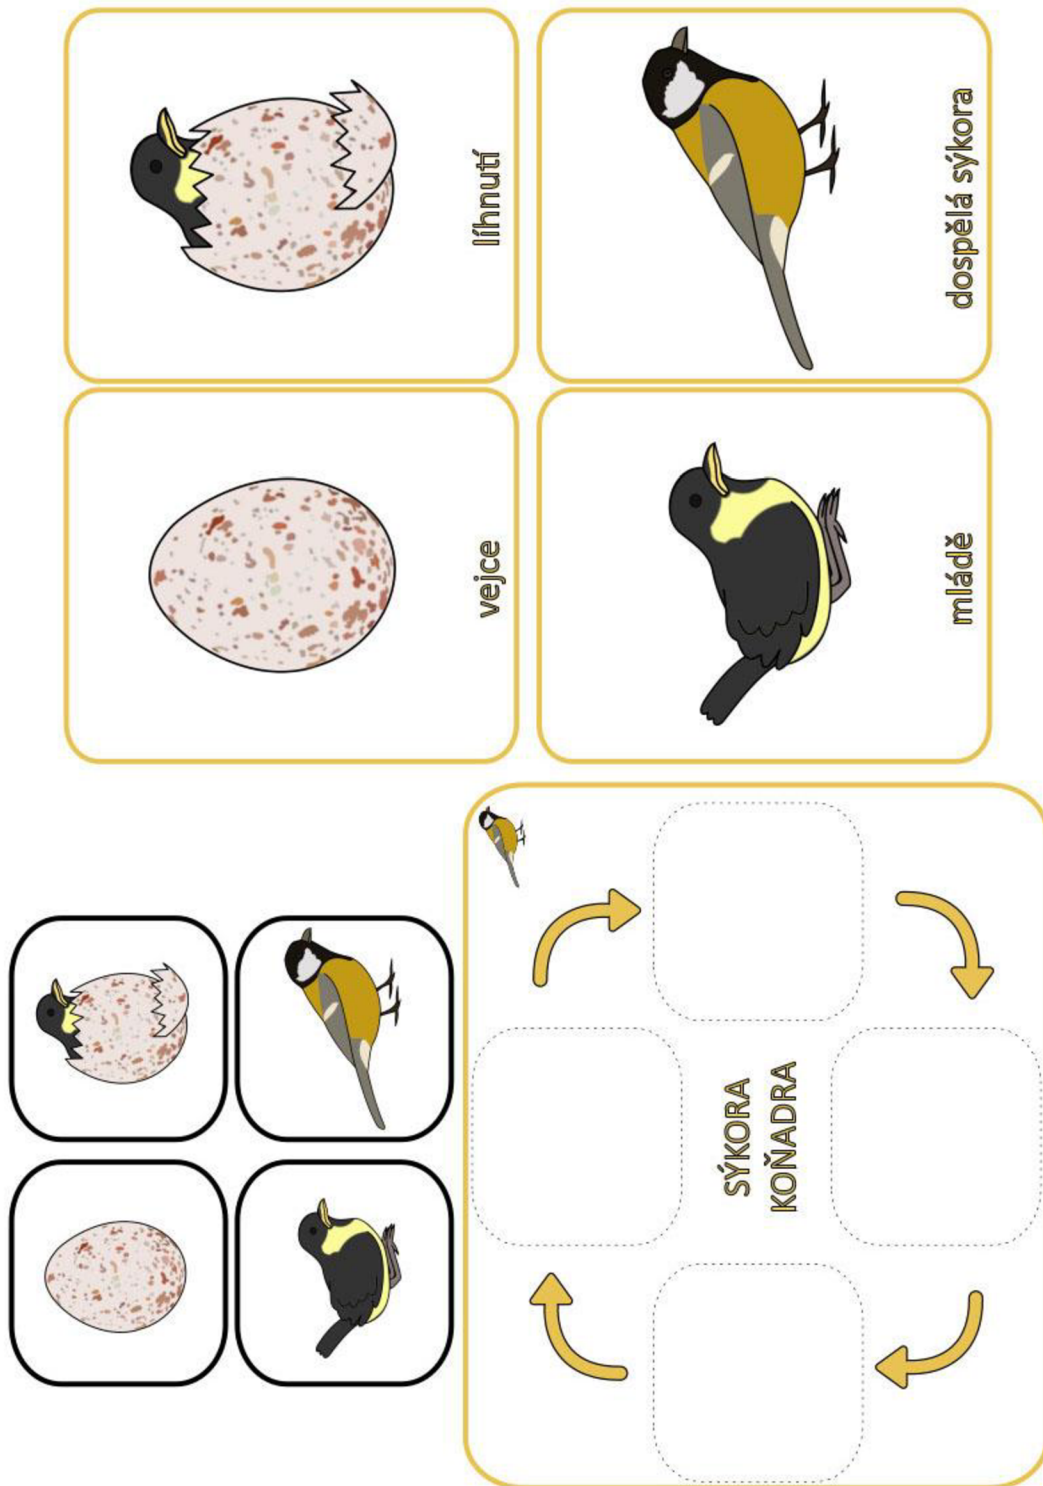 vejce
líhnutí
mládě
dospělá sýkora
SÝKORA
KOŇADRA